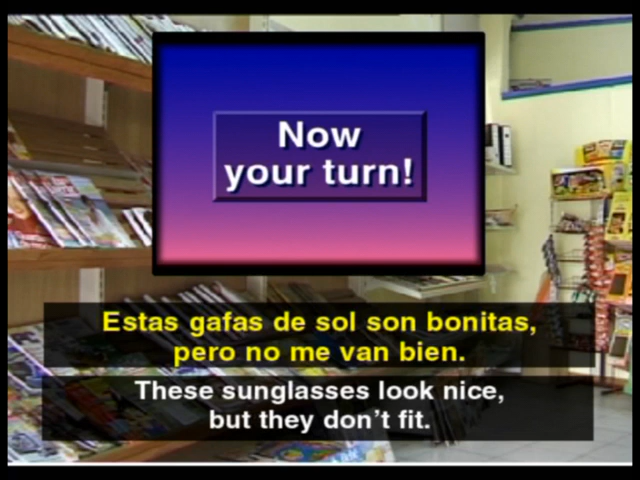 Now
your turn!
Estas gafas de sol son bonitas,
pero no me van bien.
These sunglasses look nice,
but they don't fit.